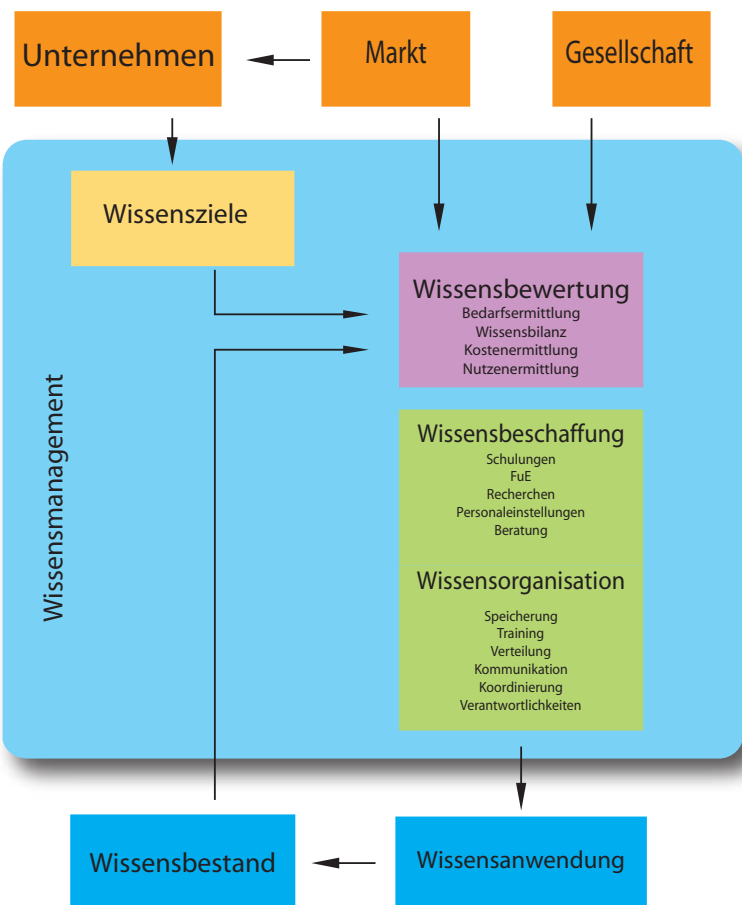 Unternehmen
Markt
Gesellschaft
Wissensziele
Wissensbewertung
Bedarfsermittlung
Wissensbilanz
Kostenermittlung
Nutzenermittlung
Wissensmanagement
Wissensbeschaffung
Schulungen
FuE
Recherchen
Personaleinstellungen
Beratung
Wissensorganisation
Speicherung
Training
Verteilung
Kommunikation
Koordinierung
Verantwortlichkeiten
Wissensbestand
Wissensanwendung